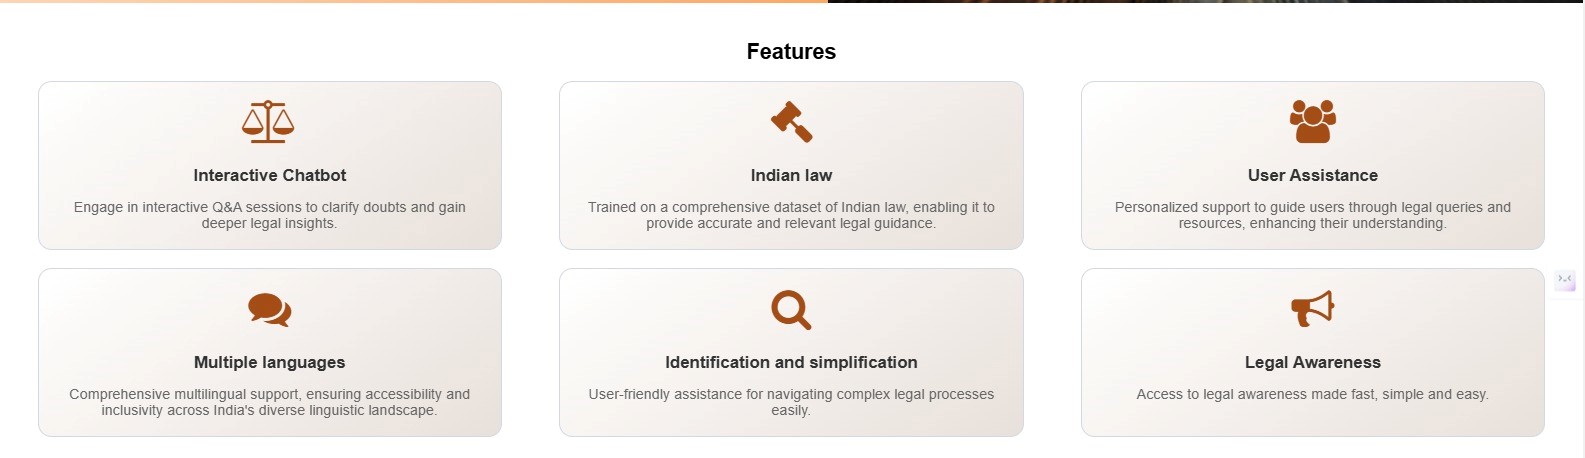 Features
Interactive Chatbot
Engage in interactive Q&A sessions to clarify doubts and gain
deeper legal insights.
Indian law
Trained on a comprehensive dataset of Indian law, enabling it to
provide accurate and relevant legal guidance.
User Assistance
Personalized support to guide users through legal queries and
resources, enhancing their understanding.
Multiple languages
Comprehensive multilingual support, ensuring accessibility and
inclusivity across India's diverse linguistic landscape.
Identification and simplification
User-friendly assistance for navigating complex legal processes
easily.
Legal Awareness
Access to legal awareness made fast, simple and easy.